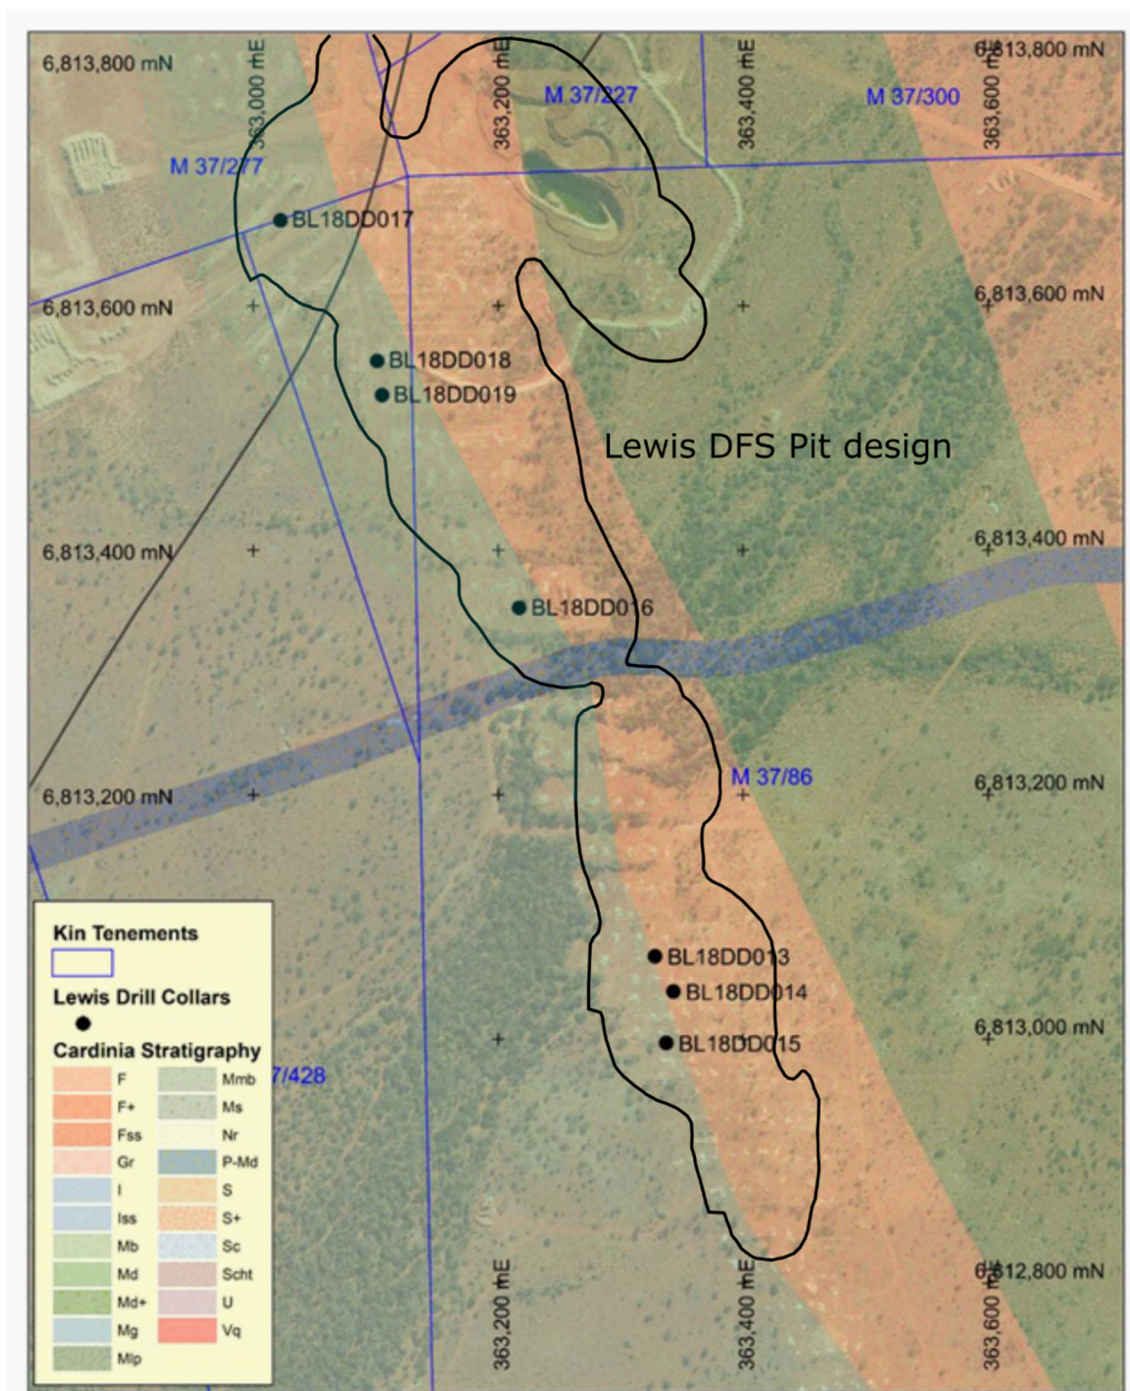 6,813,800 mN
363,000 mE
363,200 mE
363,400 mE
363,600 mE
6,813,800 mN
M 37/227
M 37/300
M 37/277
BL18DD017
6,813,600 mN
6,813,600 mN
BL18DD018
BL18DD019
Lewis DFS Pit design
6,813,400 mN
6,813,400 mN
BL18DD016
M 37/86
6,813,200 mN
6,813,200 mN
BL18DD013
BL18DD014
6,813,000 mN
BL18DD015
7/428
Kin Tenements
Lewis Drill Collars
Cardinia Stratigraphy
F
F+
Fss
Gr
I
Iss
Mb
Md
Md+
Mg
Mlp
Mmb
Ms
Nr
P-Md
S
S+
Sc
Scht
U
Vq
6,812,800 mN
363,200 mE
363,400 mE
363,600 mE